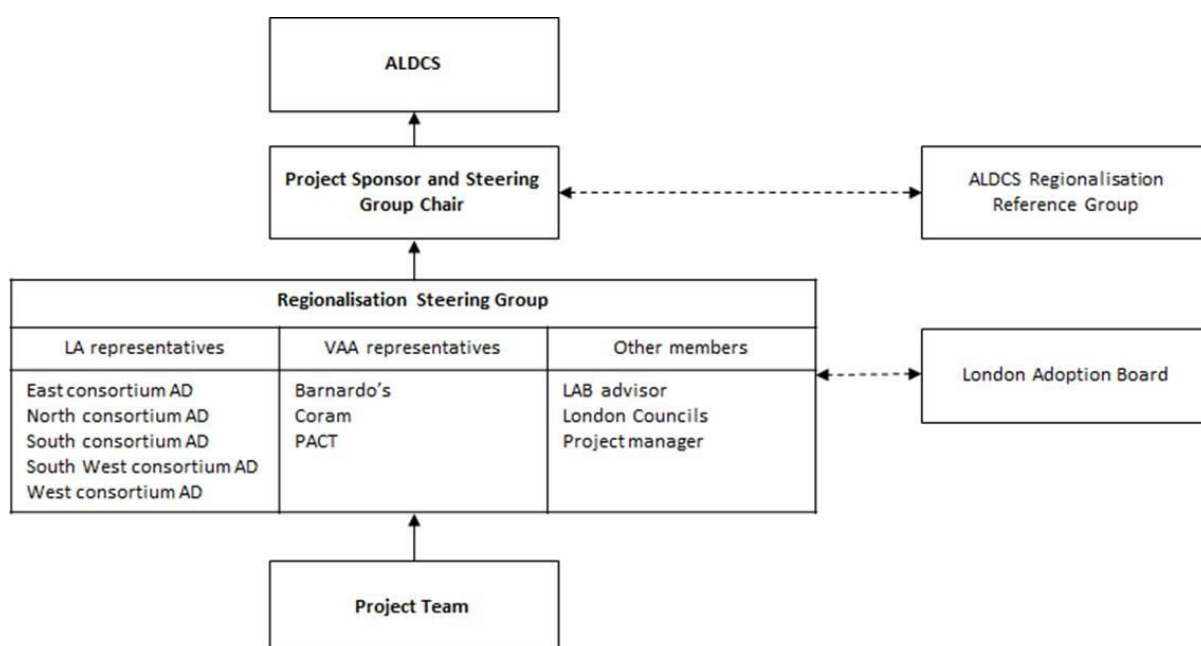 ALDCS
Project Sponsor and Steering
Group Chair
ALDCS Regionalisation
Reference Group
Regionalisation Steering Group
LA representatives
East consortium AD
North consortium AD
South consortium AD
South West consortium AD
West consortium AD
VAA representatives
Barnardo's
Coram
PACT
Other members
LAB advisor
London Councils
Project manager
London Adoption Board
Project Team